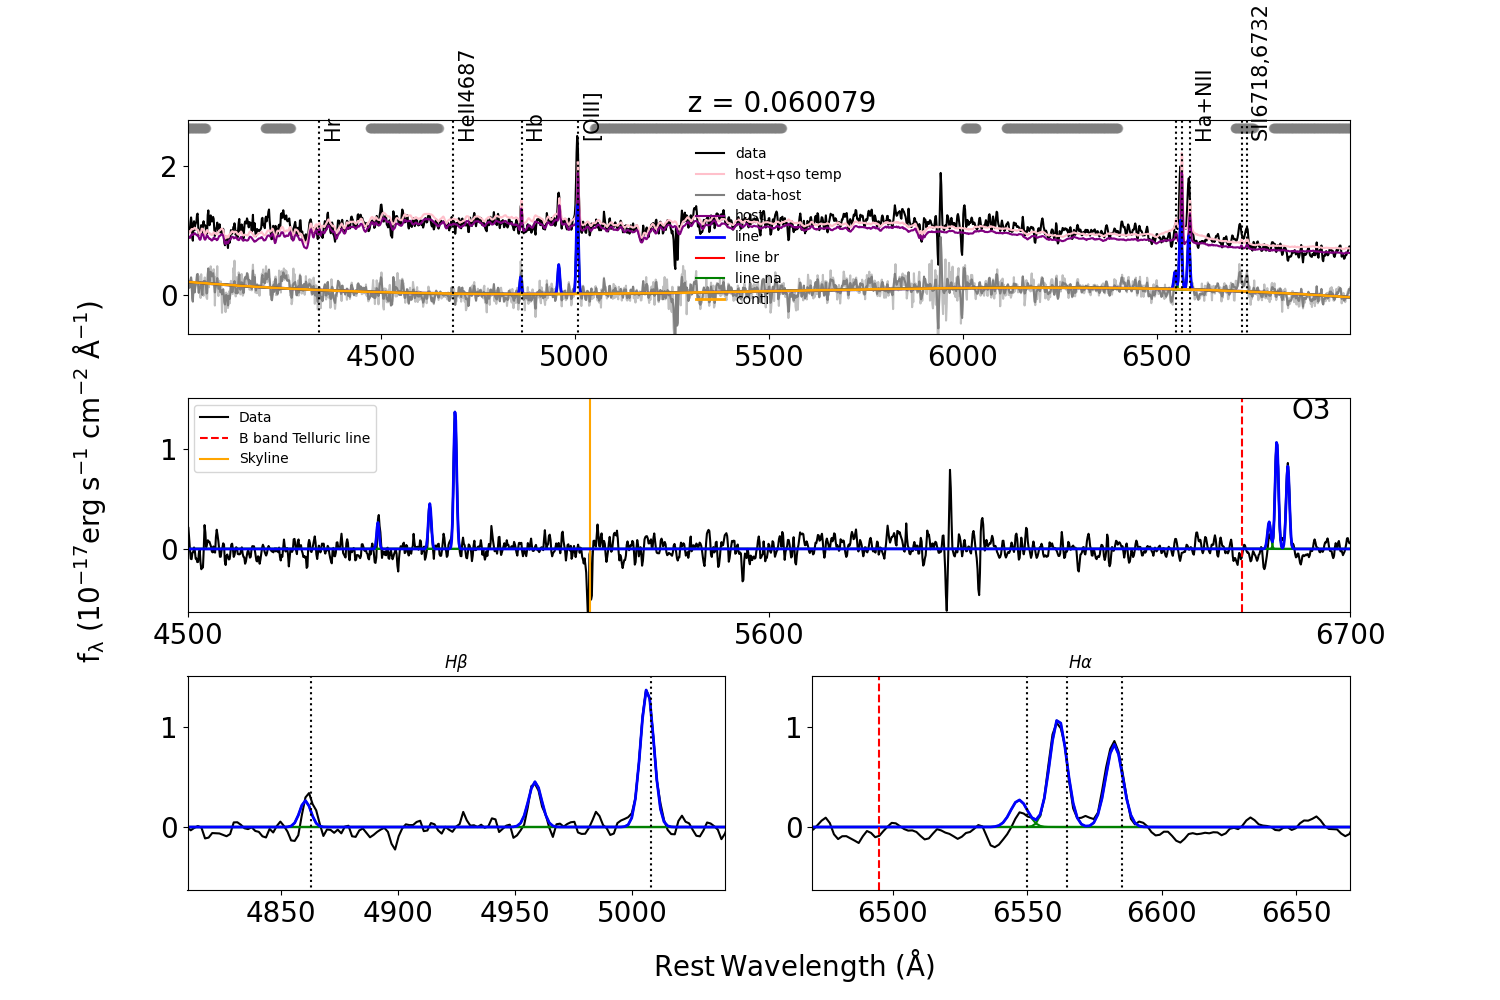 z = 0.060079
Hr
HeII4687
Hb
[OIII]
Ha+NII
SII6718,6732
data
host+qso temp
data-host
host
line
line br
line na
conti
2
0
4500
5000
5500
6000
6500
fλ (10⁻¹⁷erg s⁻¹ cm⁻² Å⁻¹)
Data
B band Telluric line
Skyline
O3
1
0
4500
5600
6700
Hβ
1
0
4850
4900
4950
5000
Hα
1
0
6500
6550
6600
6650
Rest Wavelength (Å)